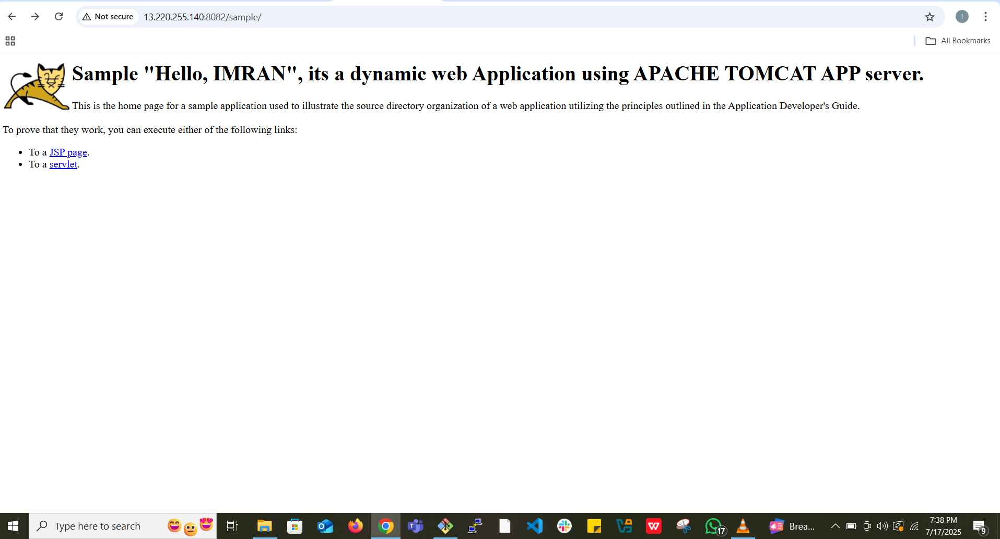 Not secure 13.220.255.140:8082/sample/
All Bookmarks
Sample "Hello, IMRAN", its a dynamic web Application using APACHE TOMCAT APP server.
This is the home page for a sample application used to illustrate the source directory organization of a web application utilizing the principles outlined in the Application Developer's Guide.
To prove that they work, you can execute either of the following links:
• To a JSP page.
• To a servlet.
Type here to search
17
Brea...
7:38 PM
7/17/2025
9